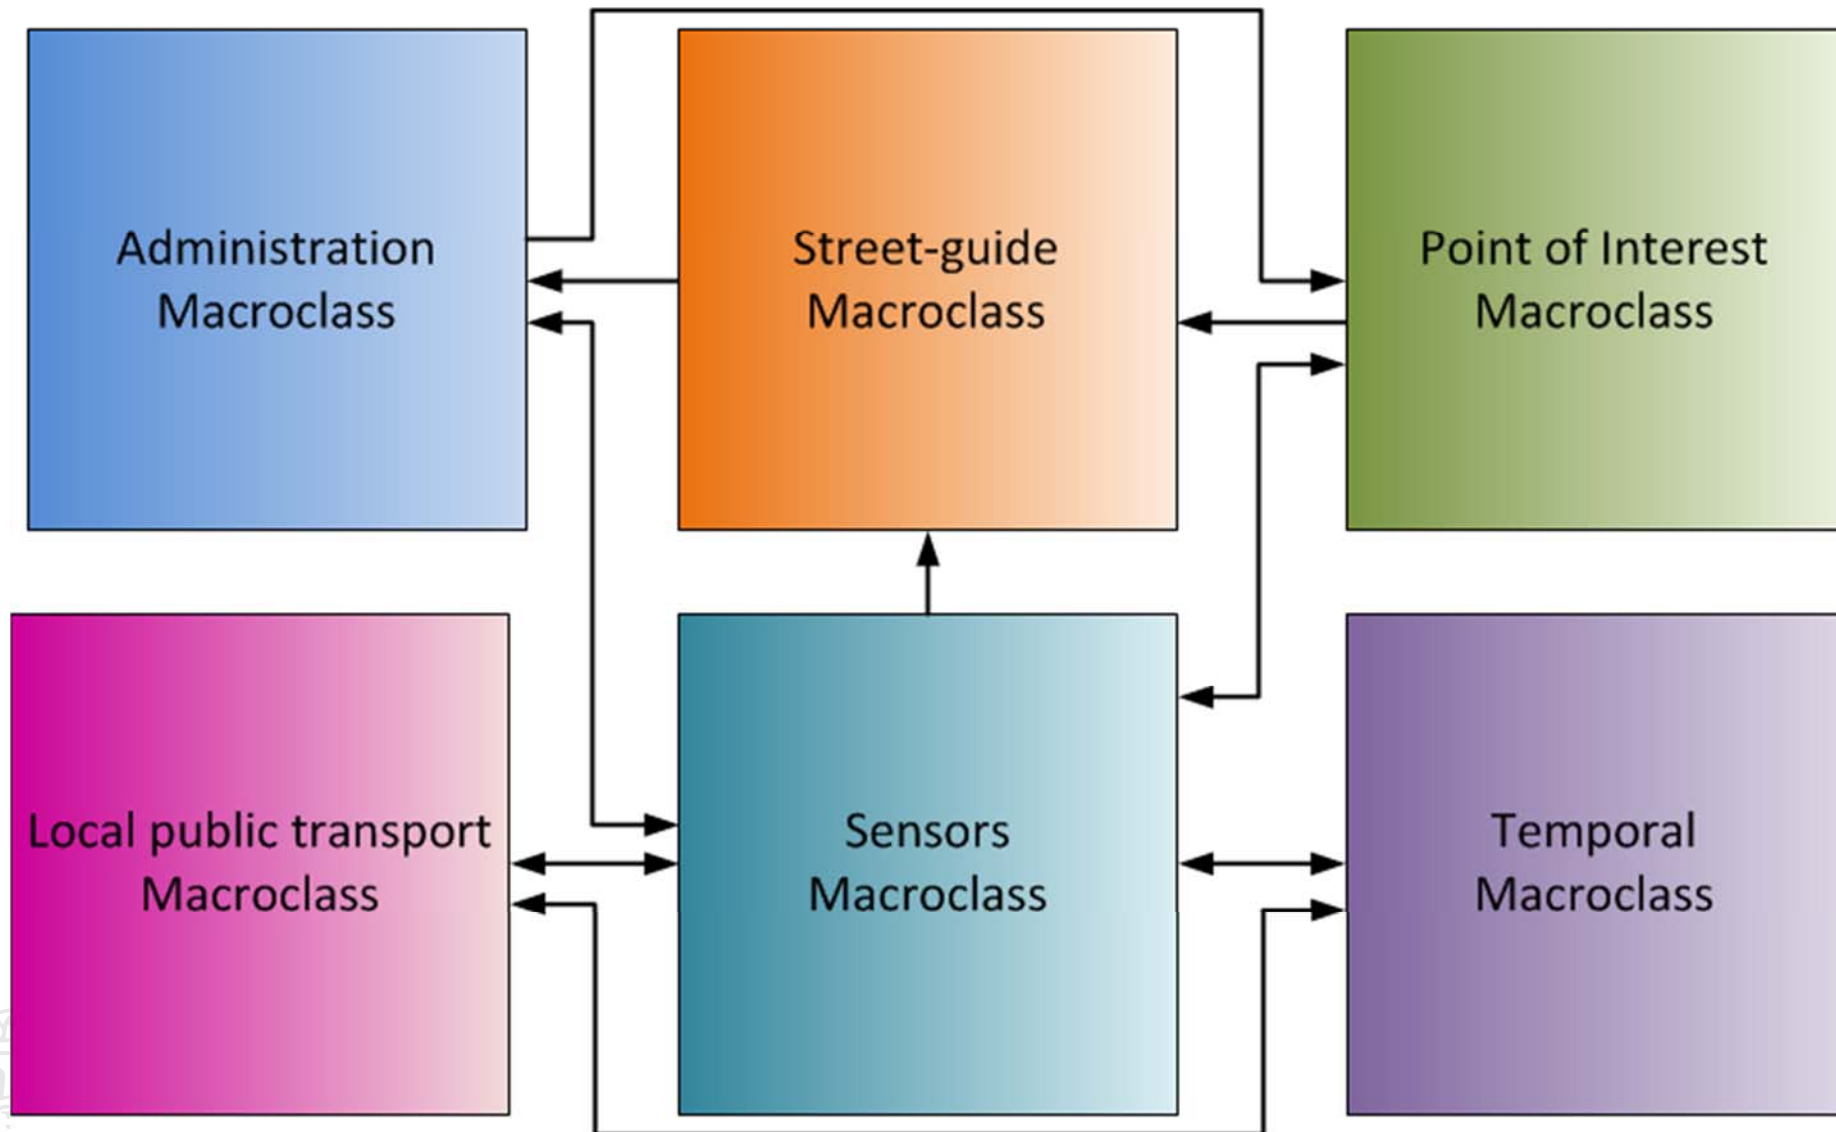 Administration
Macroclass
Street-guide
Macroclass
Point of Interest
Macroclass
Local public transport
Macroclass
Sensors
Macroclass
Temporal
Macroclass